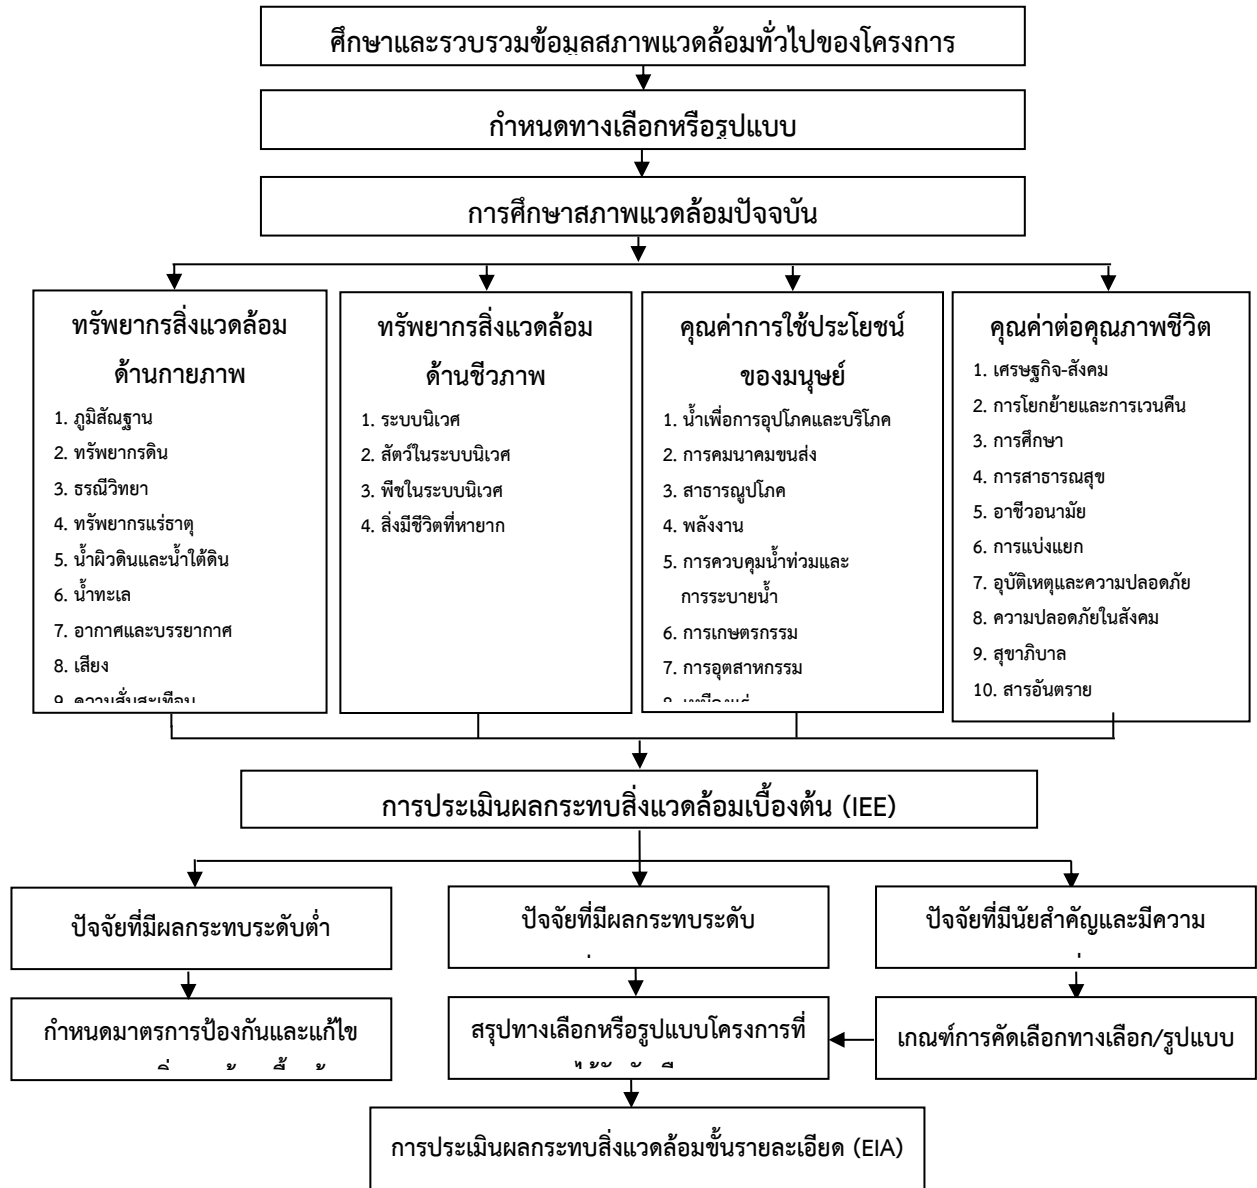 ศึกษาและรวบรวมข้อมูลสภาพแวดล้อมทั่วไปของโครงการ
กำหนดทางเลือกหรือรูปแบบ
การศึกษาสภาพแวดล้อมปัจจุบัน
ทรัพยากรสิ่งแวดล้อม
ด้านกายภาพ
1. ภูมิสัณฐาน
2. ทรัพยากรดิน
3. ธรณีวิทยา
4. ทรัพยากรแร่ธาตุ
5. น้ำผิวดินและน้ำใต้ดิน
6. น้ำทะเล
7. อากาศและบรรยากาศ
8. เสียง
9. ความสั่นสะเทือน
ทรัพยากรสิ่งแวดล้อม
ด้านชีวภาพ
1. ระบบนิเวศ
2. สัตว์ในระบบนิเวศ
3. พืชในระบบนิเวศ
4. สิ่งมีชีวิตที่หายาก
คุณค่าการใช้ประโยชน์
ของมนุษย์
1. น้ำเพื่อการอุปโภคและบริโภค
2. การคมนาคมขนส่ง
3. สาธารณูปโภค
4. พลังงาน
5. การควบคุมน้ำท่วมและ
การระบายน้ำ
6. การเกษตรกรรม
7. การอุตสาหกรรม
คุณค่าต่อคุณภาพชีวิต
1. เศรษฐกิจ-สังคม
2. การโยกย้ายและการเวนคืน
3. การศึกษา
4. การสาธารณสุข
5. อาชีวอนามัย
6. การแบ่งแยก
7. อุบัติเหตุและความปลอดภัย
8. ความปลอดภัยในสังคม
9. สุขาภิบาล
10. สารอันตราย
การประเมินผลกระทบสิ่งแวดล้อมเบื้องต้น (IEE)
ปัจจัยที่มีผลกระทบระดับต่ำ
ปัจจัยที่มีผลกระทบระดับ
ปัจจัยที่มีนัยสำคัญและมีความ
กำหนดมาตรการป้องกันและแก้ไข
สรุปทางเลือกหรือรูปแบบโครงการที่
เกณฑ์การคัดเลือกทางเลือก/รูปแบบ
การประเมินผลกระทบสิ่งแวดล้อมขั้นรายละเอียด (EIA)